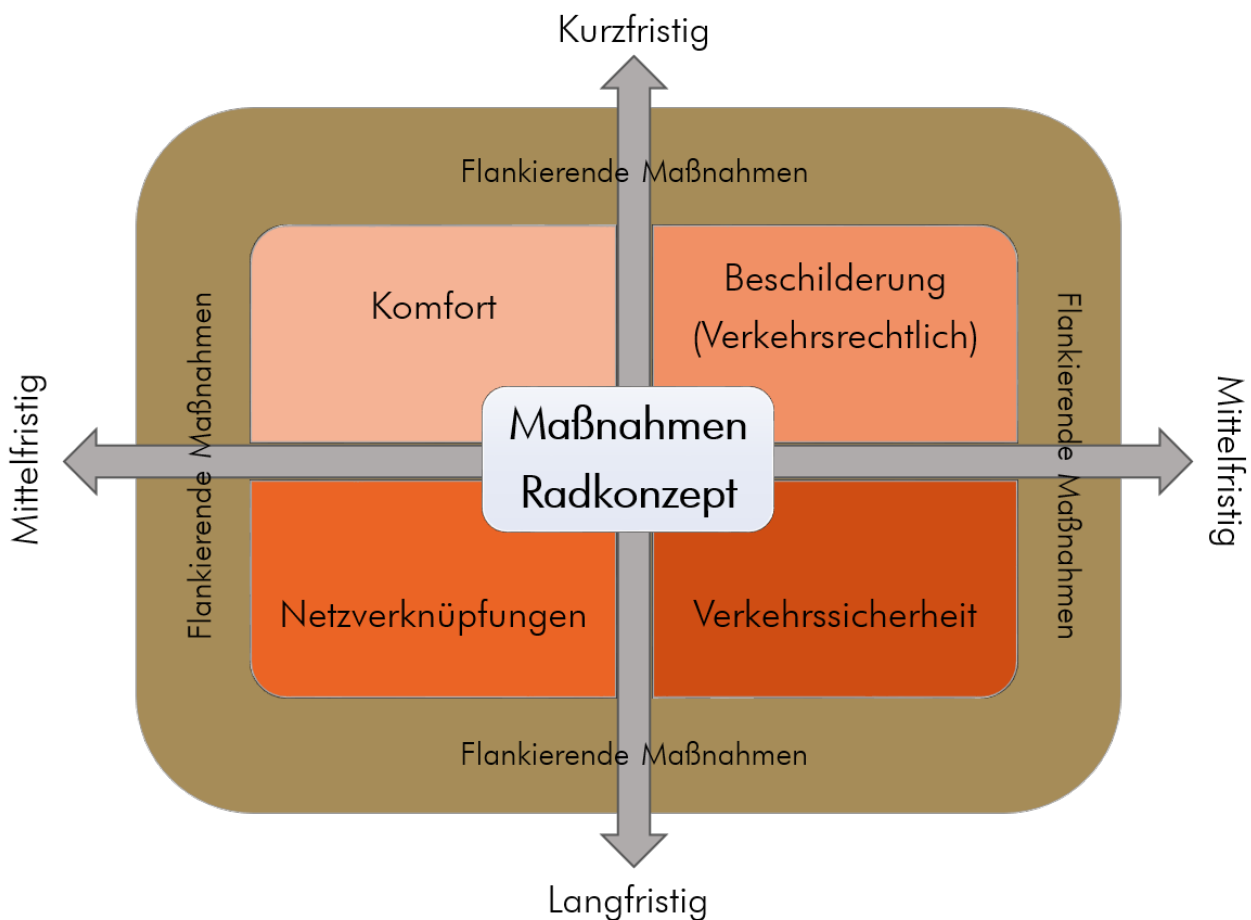 Kurzfristig
Flankierende Maßnahmen
Komfort
Beschilderung
(Verkehrsrechtlich)
Flankierende Maßnahmen
Flankierende Maßnahmen
Mittelfristig
Maßnahmen
Radkonzept
Mittelfristig
Netzverknüpfungen
Verkehrssicherheit
Flankierende Maßnahmen
Langfristig